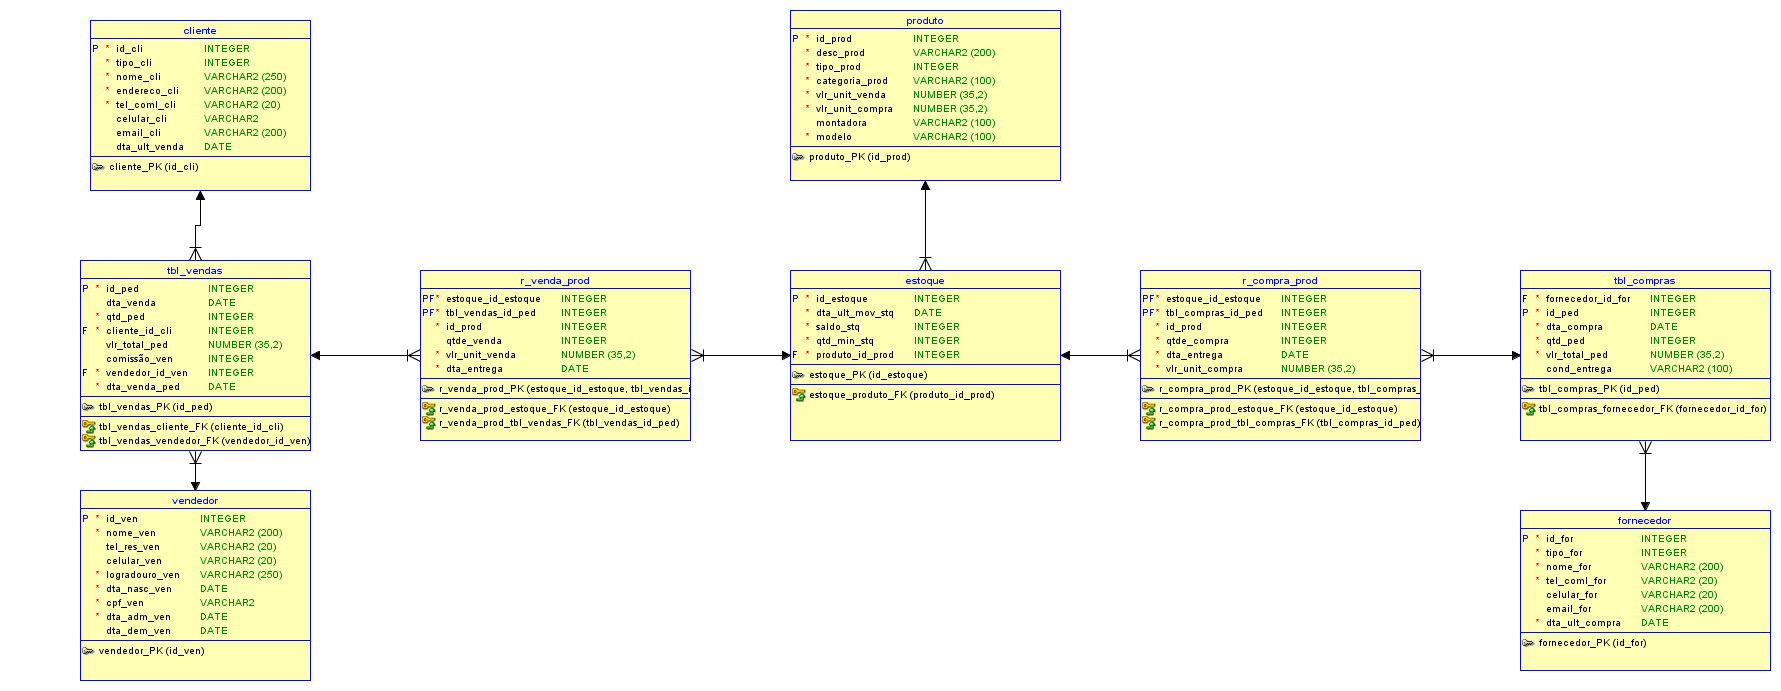 cliente
P * id_cli INTEGER
* tipo_cli INTEGER
* nome_cli VARCHAR2 (250)
* endereco_cli VARCHAR2 (200)
* tel_coml_cli VARCHAR2 (20)
celular_cli VARCHAR2
email_cli VARCHAR2 (200)
dta_ult_venda DATE
cliente_PK (id_cli)
produto
P * id_prod INTEGER
* desc_prod VARCHAR2 (200)
* tipo_prod INTEGER
* categoria_prod VARCHAR2 (100)
* vlr_unit_venda NUMBER (35,2)
* vlr_unit_compra NUMBER (35,2)
montadora VARCHAR2 (100)
* modelo VARCHAR2 (100)
produto_PK (id_prod)
tbl_vendas
P * id_ped INTEGER
dta_venda DATE
* qtd_ped INTEGER
F * cliente_id_cli INTEGER
vlr_total_ped NUMBER (35,2)
comissão_ven INTEGER
F * vendedor_id_ven INTEGER
* dta_venda_ped DATE
tbl_vendas_PK (id_ped)
tbl_vendas_cliente_FK (cliente_id_cli)
tbl_vendas_vendedor_FK (vendedor_id_ven)
r_venda_prod
PF* estoque_id_estoque INTEGER
PF* tbl_vendas_id_ped INTEGER
* id_prod INTEGER
qtde_venda INTEGER
* vlr_unit_venda NUMBER (35,2)
* dta_entrega DATE
r_venda_prod_PK (estoque_id_estoque, tbl_vendas_i
r_venda_prod_estoque_FK (estoque_id_estoque)
r_venda_prod_tbl_vendas_FK (tbl_vendas_id_ped)
estoque
P * id_estoque INTEGER
* dta_ult_mov_stq DATE
* saldo_stq INTEGER
* qtd_min_stq INTEGER
F * produto_id_prod INTEGER
estoque_PK (id_estoque)
estoque_produto_FK (produto_id_prod)
r_compra_prod
PF* estoque_id_estoque INTEGER
PF* tbl_compras_id_ped INTEGER
* id_prod INTEGER
* qtde_compra INTEGER
* dta_entrega DATE
* vlr_unit_compra NUMBER (35,2)
r_compra_prod_PK (estoque_id_estoque, tbl_compras_
r_compra_prod_estoque_FK (estoque_id_estoque)
r_compra_prod_tbl_compras_FK (tbl_compras_id_ped)
tbl_compras
F * fornecedor_id_for INTEGER
P * id_ped INTEGER
* dta_compra DATE
* qtd_ped INTEGER
* vlr_total_ped NUMBER (35,2)
cond_entrega VARCHAR2 (100)
tbl_compras_PK (id_ped)
tbl_compras_fornecedor_FK (fornecedor_id_for)
vendedor
P * id_ven INTEGER
* nome_ven VARCHAR2 (200)
tel_res_ven VARCHAR2 (20)
celular_ven VARCHAR2 (20)
* logradouro_ven VARCHAR2 (250)
* dta_nasc_ven DATE
* cpf_ven VARCHAR2
* dta_adm_ven DATE
dta_dem_ven DATE
vendedor_PK (id_ven)
fornecedor
P * id_for INTEGER
* tipo_for INTEGER
* nome_for VARCHAR2 (200)
* tel_coml_for VARCHAR2 (20)
celular_for VARCHAR2 (20)
email_for VARCHAR2 (200)
* dta_ult_compra DATE
fornecedor_PK (id_for)